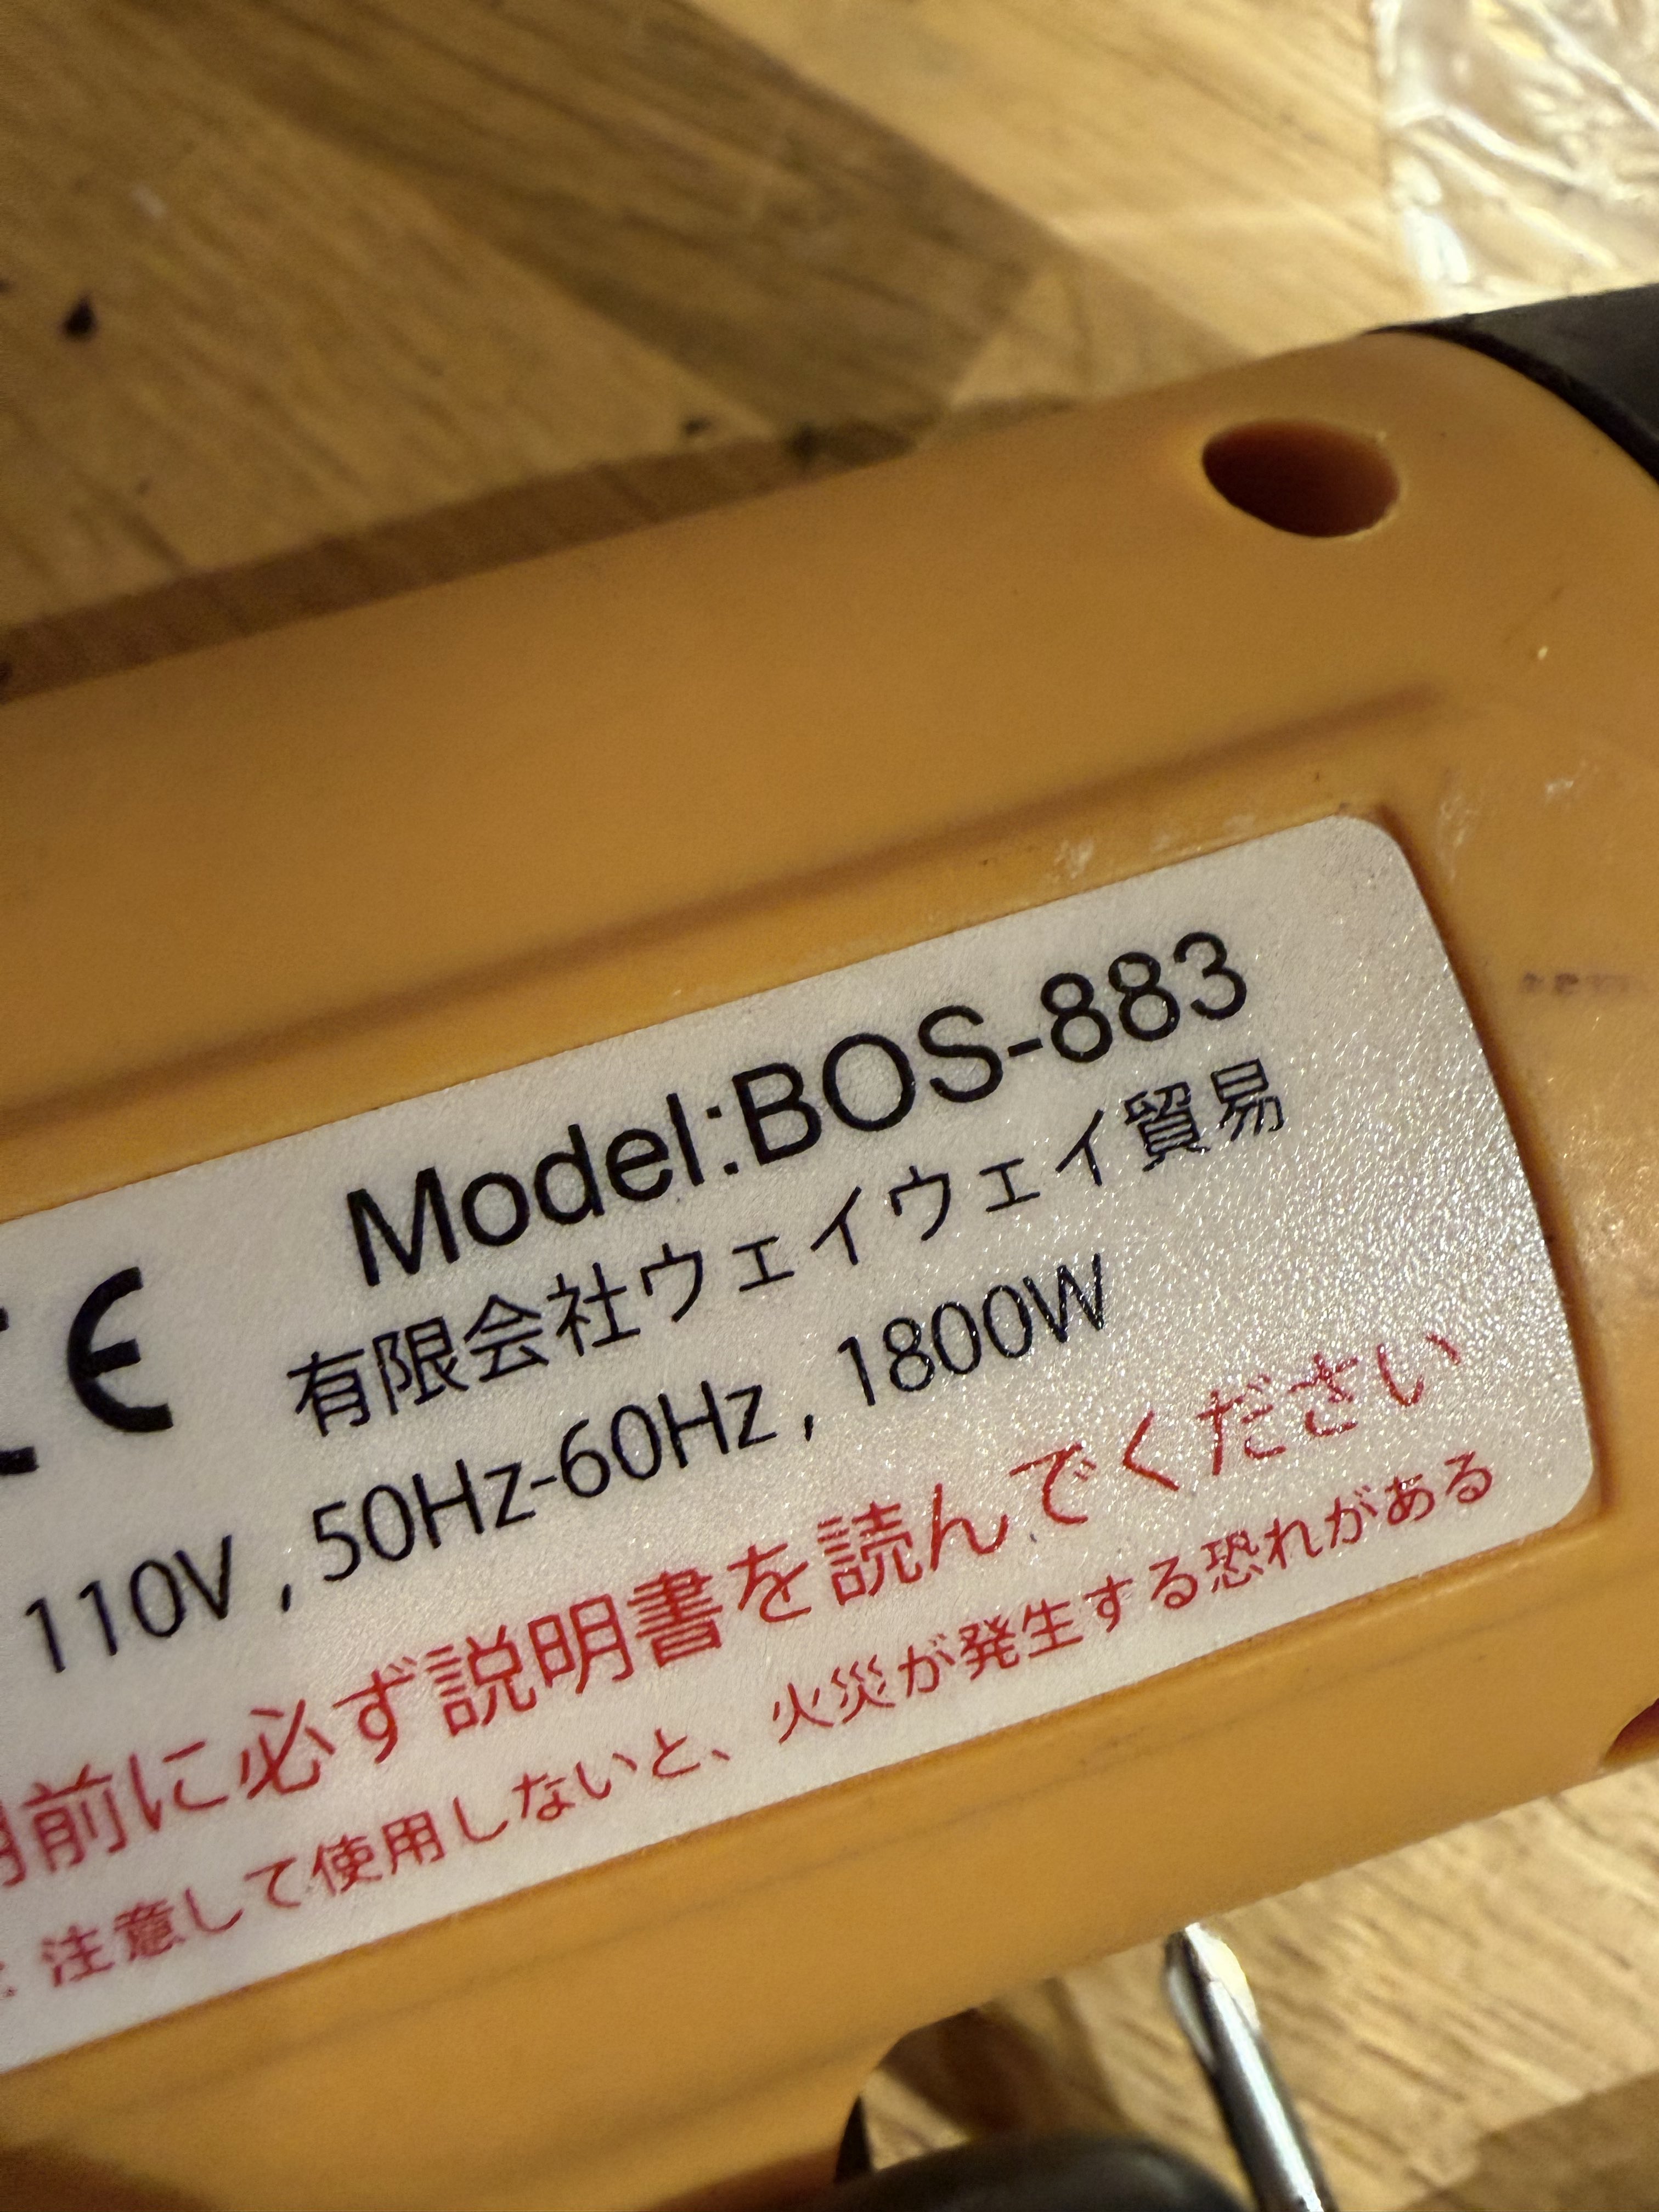 Model:BOS-883
CE
有限会社ウェイウェイ貿易
110V , 50Hz-60Hz , 1800W
前に必ず説明書を読んでください
注意して使用しないと、火災が発生する恐れがある